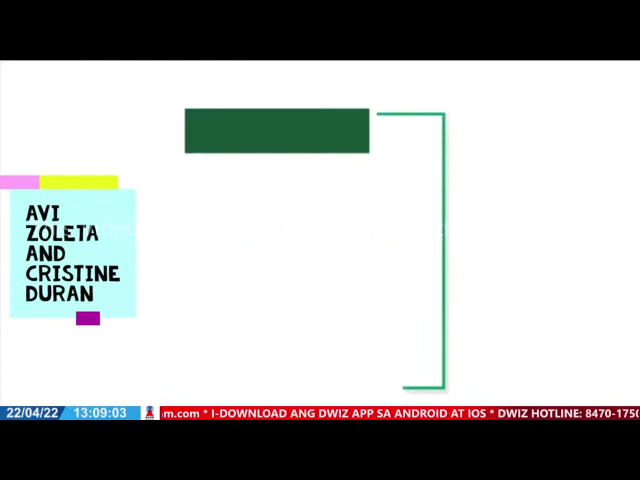 AVI
ZOLETA
AND
CRISTINE
DURAN
22/04/22 13:09:03 am.com * I-DOWNLOAD ANG DWIZ APP SA ANDROID AT IOS * DWIZ HOTLINE: 8470-1750